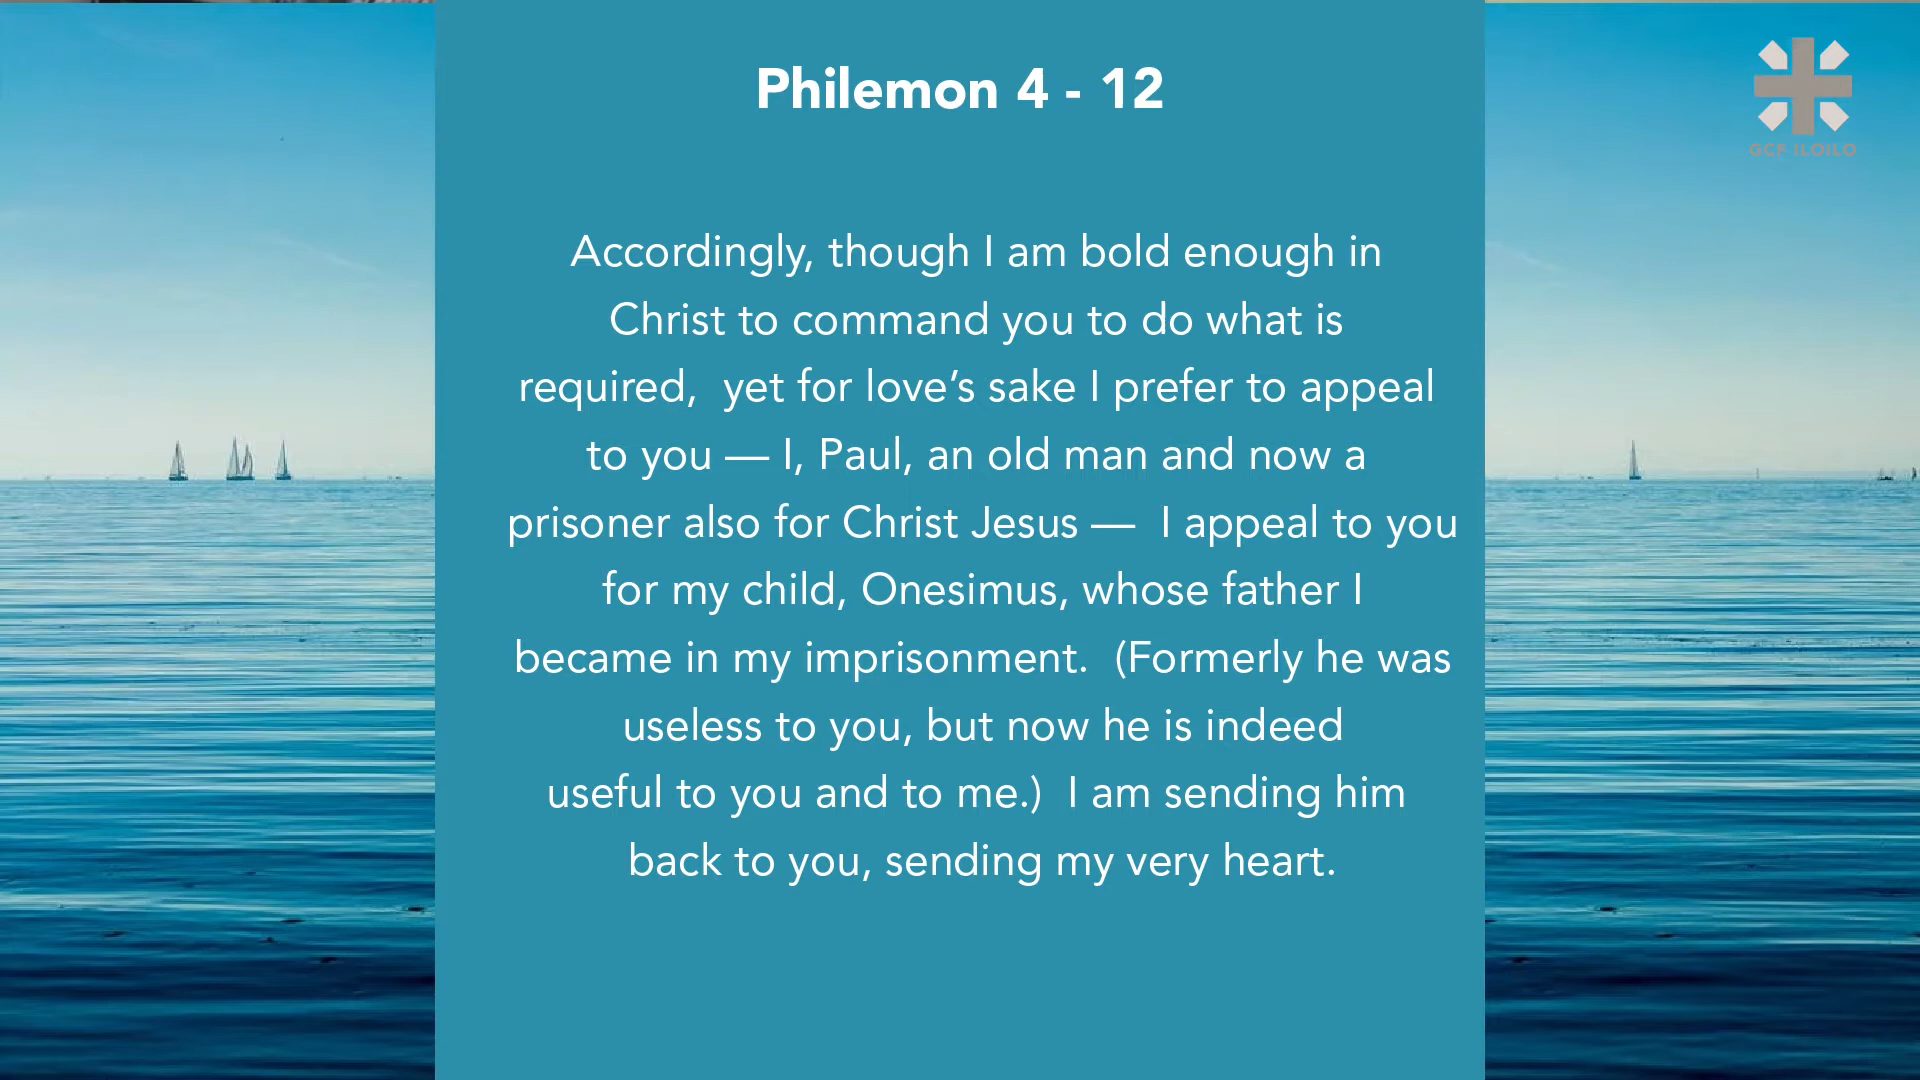 Philemon 4 - 12
GCF ILOILO
Accordingly, though I am bold enough in
Christ to command you to do what is
required,  yet for love’s sake I prefer to appeal
to you — I, Paul, an old man and now a
prisoner also for Christ Jesus —  I appeal to you
for my child, Onesimus, whose father I
became in my imprisonment.  (Formerly he was
useless to you, but now he is indeed
useful to you and to me.)  I am sending him
back to you, sending my very heart.